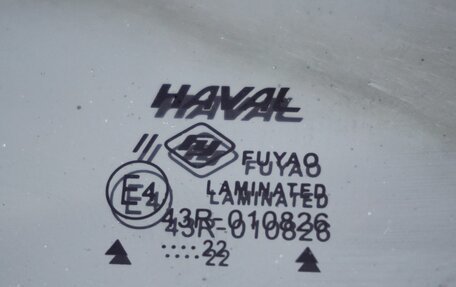 HAVAL
// FUYAO
E4 LAMINATED
43R-010826
.....22